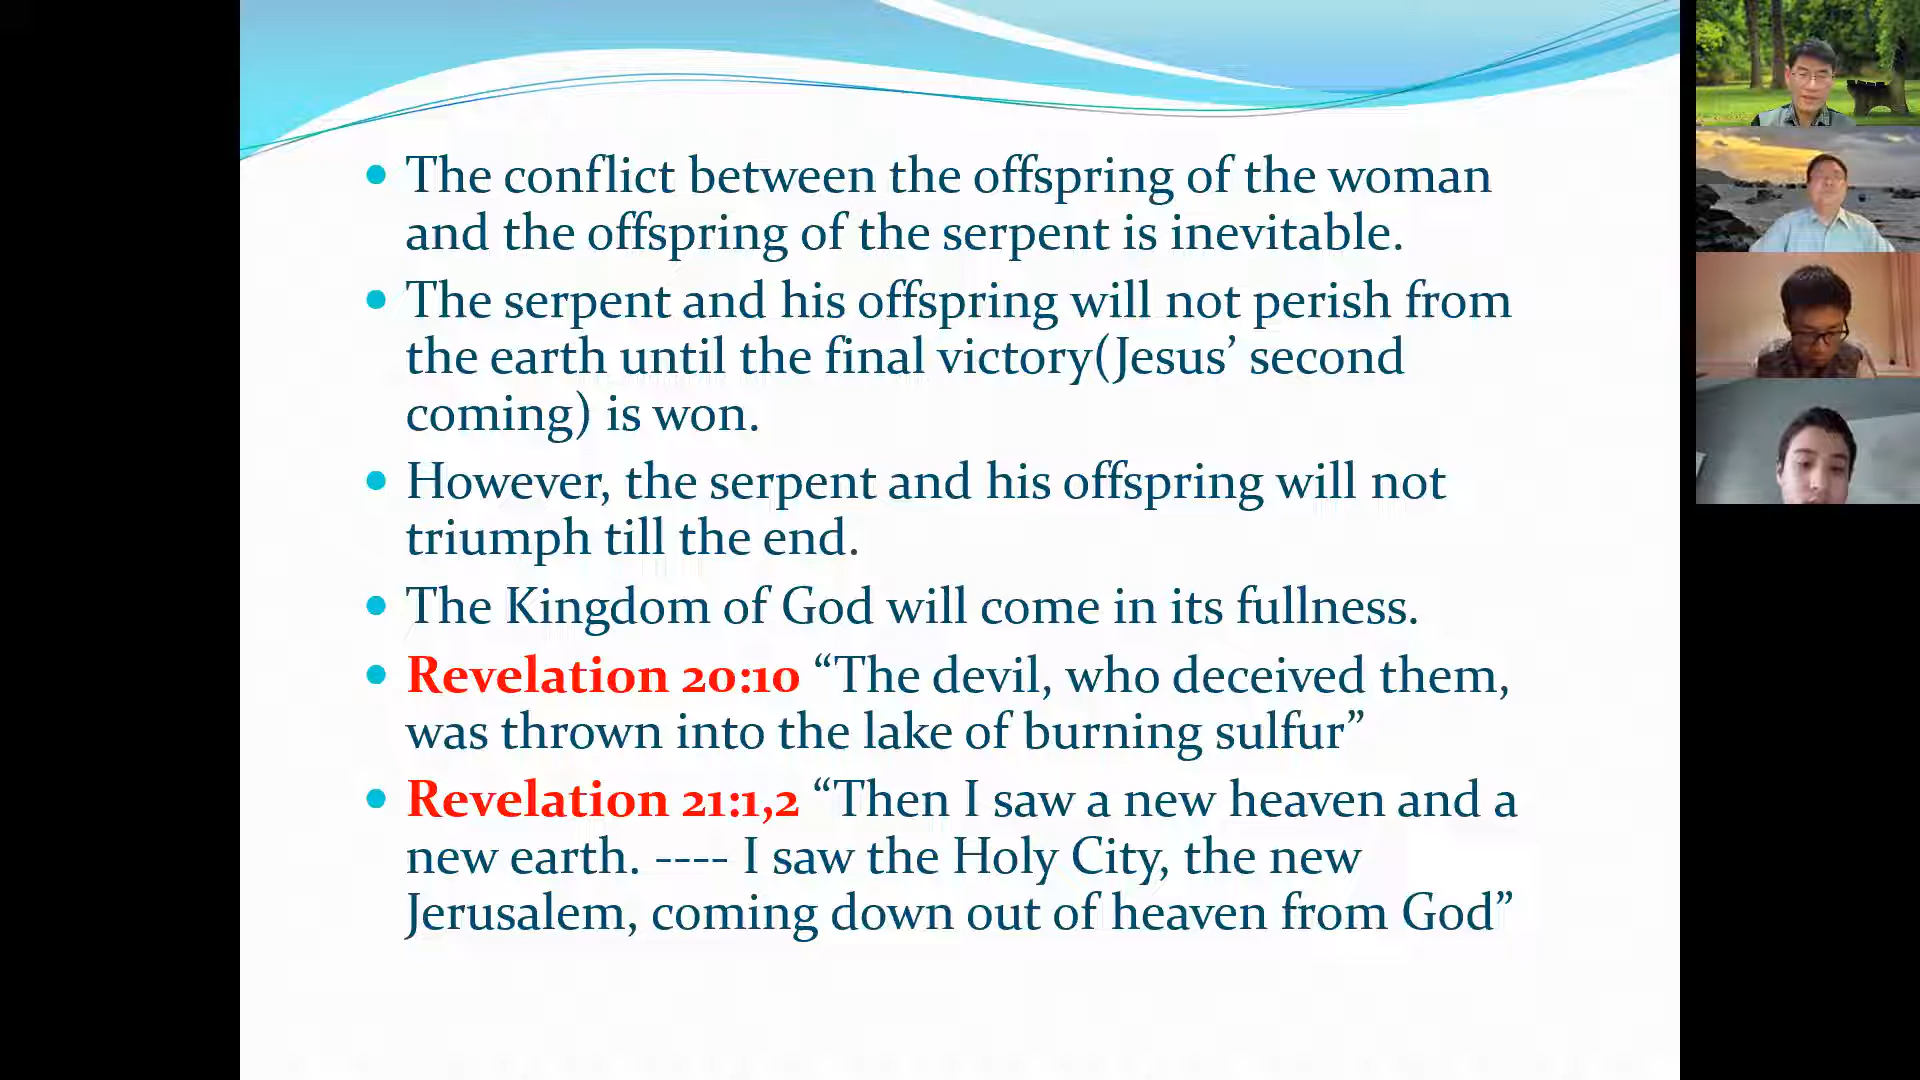 • The conflict between the offspring of the woman
and the offspring of the serpent is inevitable.
• The serpent and his offspring will not perish from
the earth until the final victory(Jesus’ second
coming) is won.
• However, the serpent and his offspring will not
triumph till the end.
• The Kingdom of God will come in its fullness.
• Revelation 20:10 “The devil, who deceived them,
was thrown into the lake of burning sulfur”
• Revelation 21:1,2 “Then I saw a new heaven and a
new earth. ---- I saw the Holy City, the new
Jerusalem, coming down out of heaven from God”